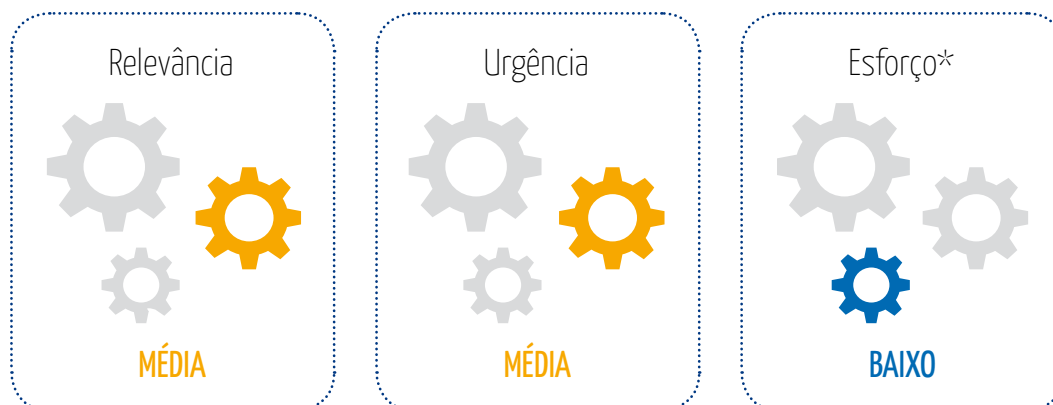 Relevância
MÉDIA
Urgência
MÉDIA
Esforço*
BAIXO